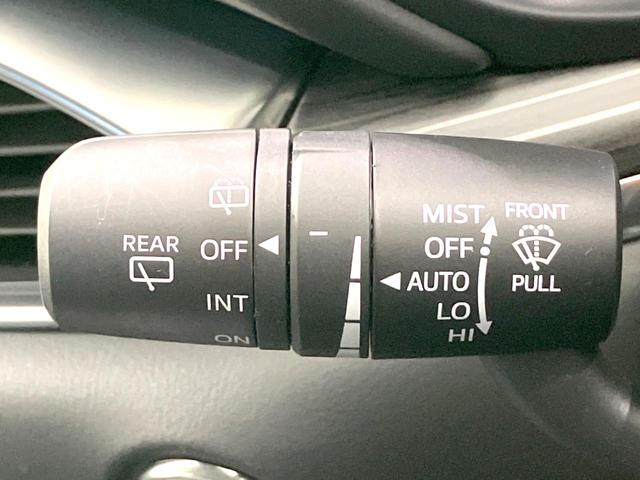 REAR
OFF
INT
ON
–
MIST
OFF
AUTO
LO
HI
FRONT
PULL